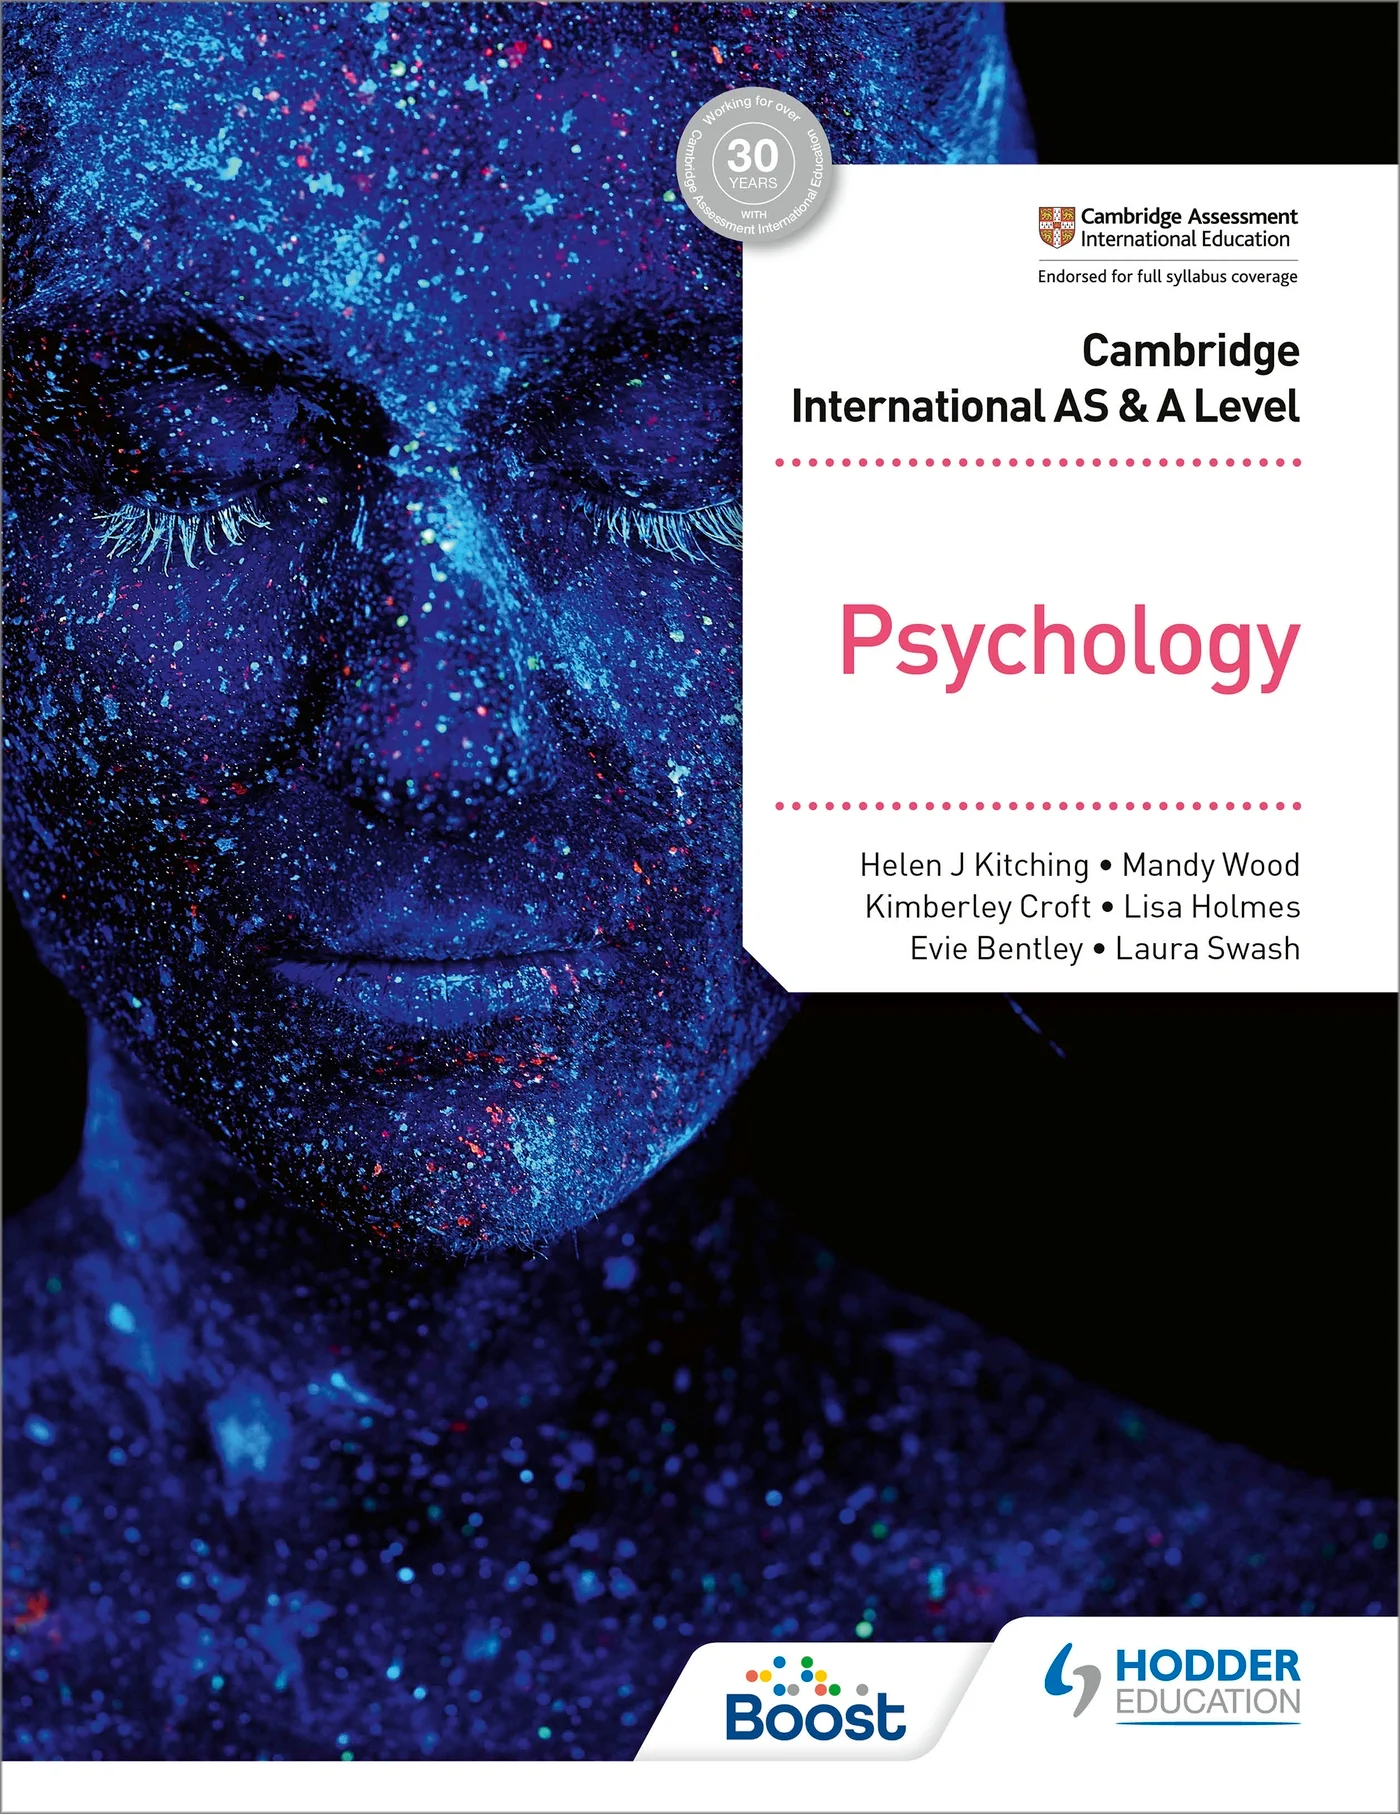 Working for over
30
YEARS
WITH
Cambridge Assessment International Education
Cambridge Assessment
International Education
Endorsed for full syllabus coverage
Cambridge
International AS & A Level
Psychology
Helen J Kitching • Mandy Wood
Kimberley Croft • Lisa Holmes
Evie Bentley • Laura Swash
Boost
HODDER
EDUCATION